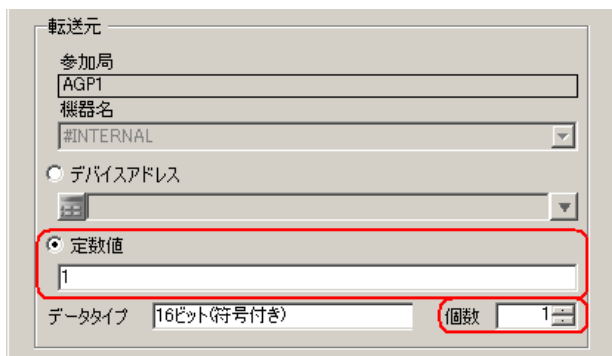 転送元
参加局
AGP1
機器名
#INTERNAL
デバイスアドレス
定数値
1
データタイプ 16ビット(符号付き) 個数 1